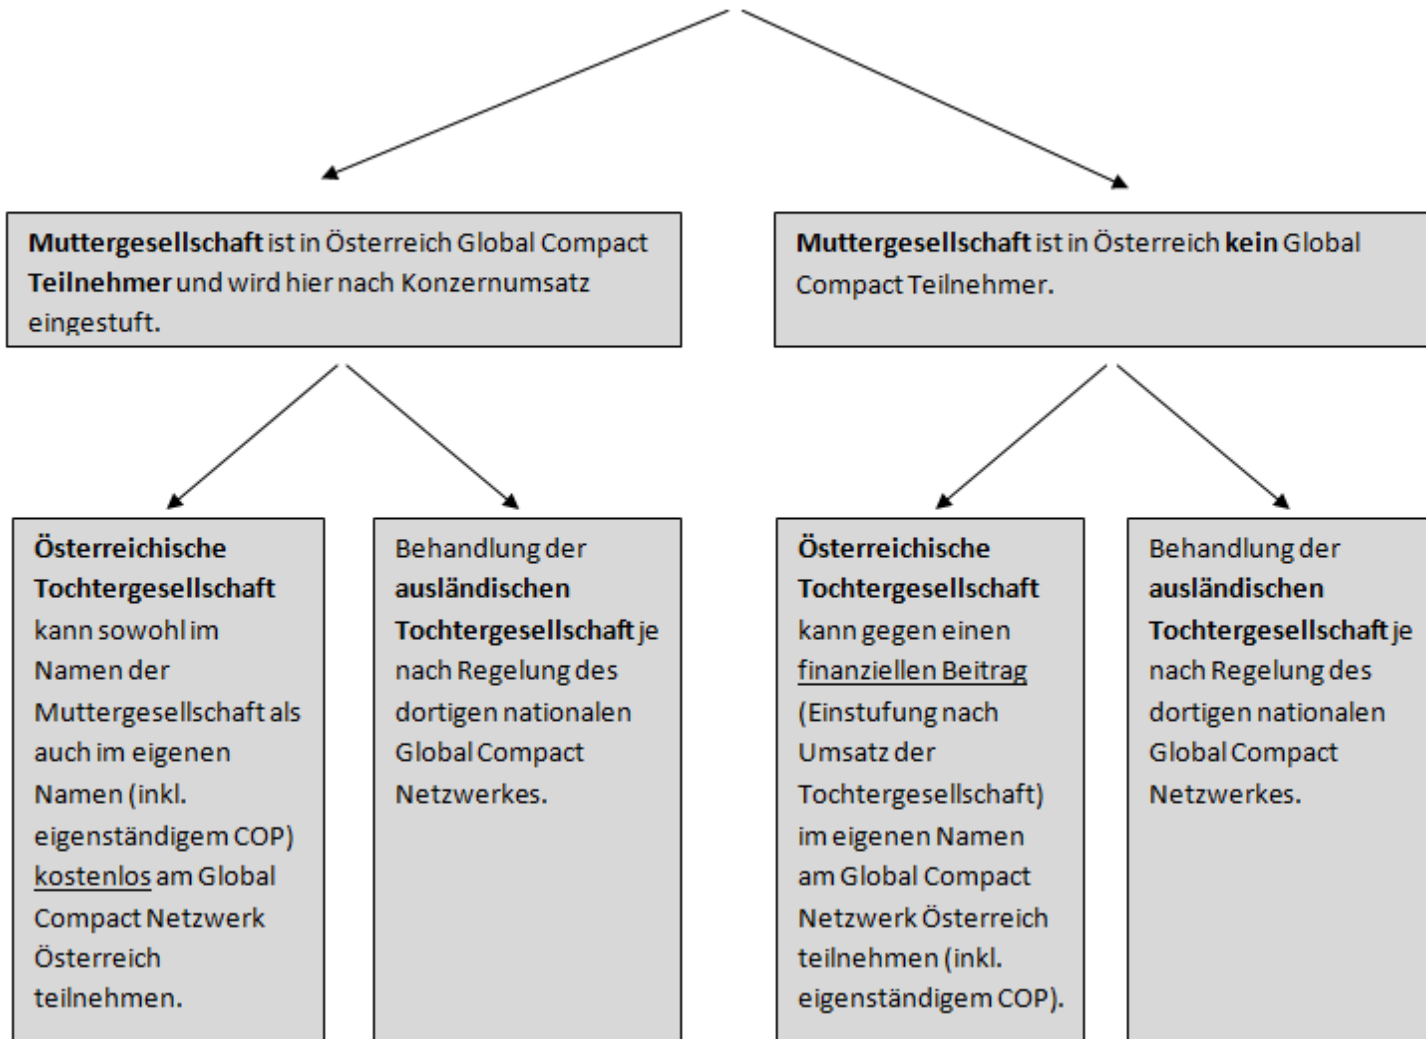 Muttergesellschaft ist in Österreich Global Compact
Teilnehmer und wird hier nach Konzernumsatz
eingestuft.
Muttergesellschaft ist in Österreich kein Global
Compact Teilnehmer.
Österreichische
Tochtergesellschaft
kann sowohl im
Namen der
Muttergesellschaft als
auch im eigenen
Namen (inkl.
eigenständigem COP)
kostenlos am Global
Compact Netzwerk
Österreich
teilnehmen.
Behandlung der
ausländischen
Tochtergesellschaft je
nach Regelung des
dortigen nationalen
Global Compact
Netzwerkes.
Österreichische
Tochtergesellschaft
kann gegen einen
finanziellen Beitrag
(Einstufung nach
Umsatz der
Tochtergesellschaft)
im eigenen Namen
am Global Compact
Netzwerk Österreich
teilnehmen (inkl.
eigenständigem COP).
Behandlung der
ausländischen
Tochtergesellschaft je
nach Regelung des
dortigen nationalen
Global Compact
Netzwerkes.